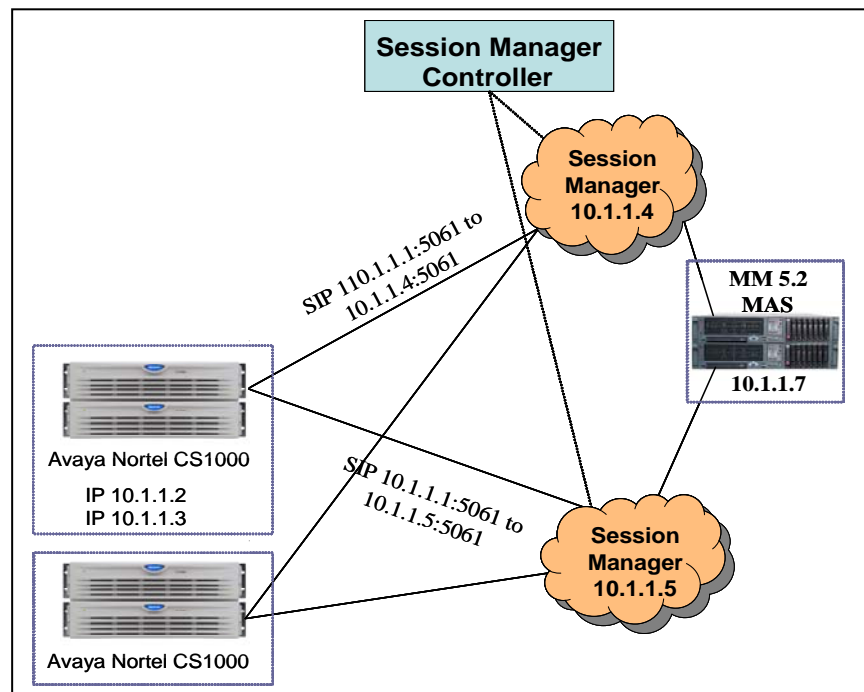 Session Manager
Controller
Session
Manager
10.1.1.4
SIP 110.1.1.1:5061 to
10.1.1.4:5061
MM 5.2
MAS
10.1.1.7
Avaya Nortel CS1000
IP 10.1.1.2
IP 10.1.1.3
SIP 10.1.1.1:5061 to
10.1.1.5:5061
Session
Manager
10.1.1.5
Avaya Nortel CS1000